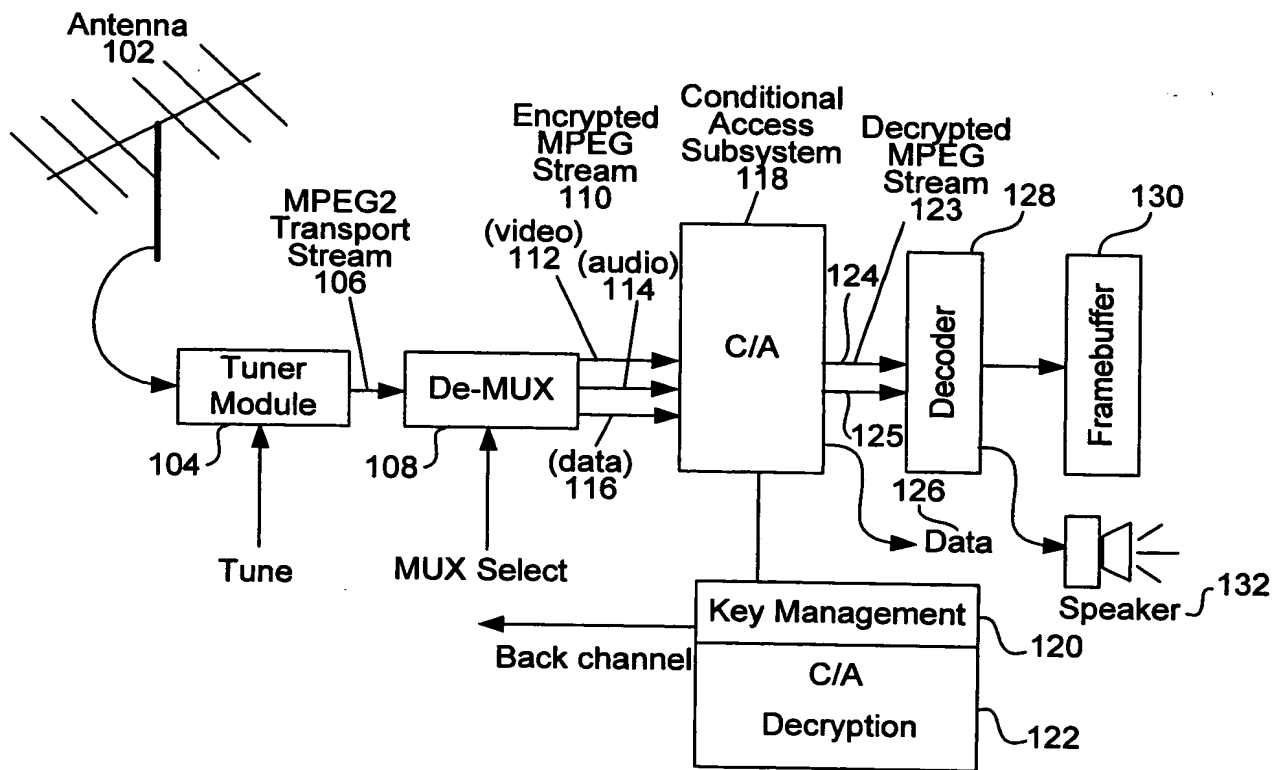 Antenna
102
MPEG2
Transport
Stream
106
Encrypted
MPEG
Stream
110
(video)
112
(audio)
114
(data)
116
Conditional
Access
Subsystem
118
Decrypted
MPEG
Stream
123
124
125
128
130
Tuner
Module
104
Tune
De-MUX
108
MUX Select
C/A
Decoder
Framebuffer
126
Data
Speaker
132
Key Management
120
Back channel
C/A
Decryption
122